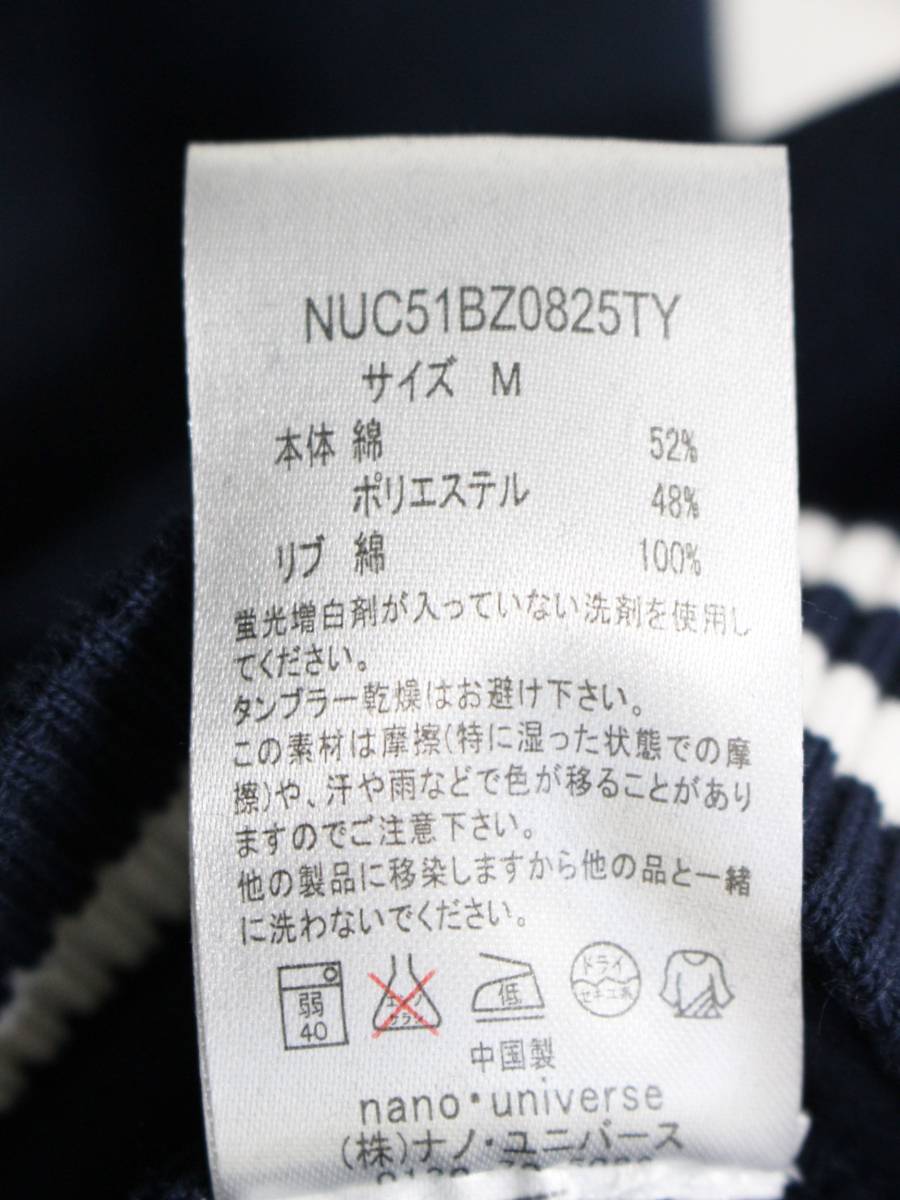 NUC51BZ0825TY
サイズ M
本体 綿 52%
ポリエステル 48%
リブ 綿 100%
蛍光増白剤が入っていない洗剤を使用し
てください。
タンブラー乾燥はお避け下さい。
この素材は摩擦(特に湿った状態での摩
擦)や、汗や雨などで色が移ることがあり
ますのでご注意下さい。
他の製品に移染しますから他の品と一緒
に洗わないでください。
弱 40 エンソ サラシ 低 ドライ セキユ系
中国製
nano・universe
(株)ナノ・ユニバース